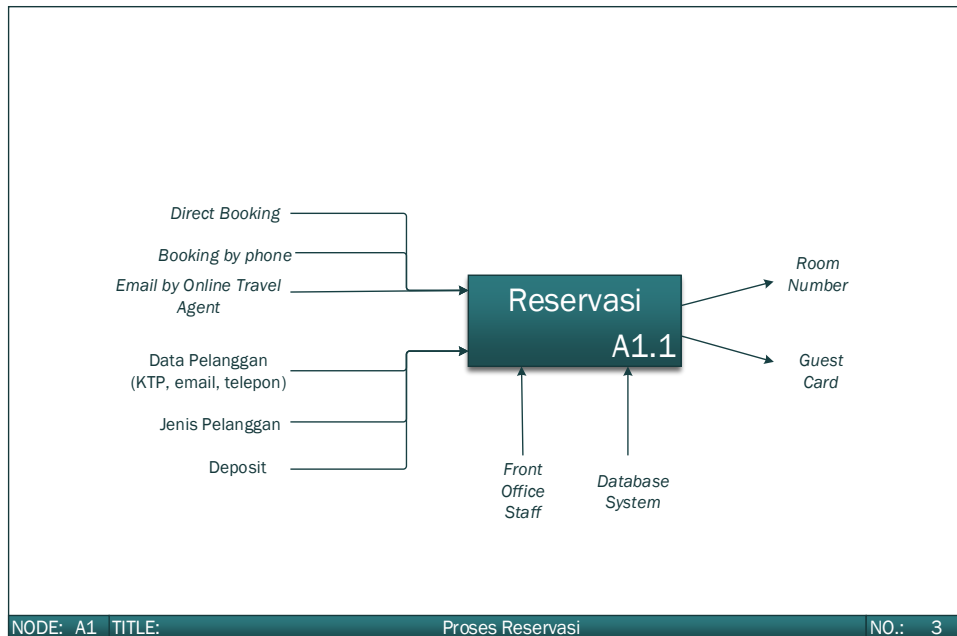 Direct Booking
Booking by phone
Email by Online Travel
Agent
Data Pelanggan
(KTP, email, telepon)
Jenis Pelanggan
Deposit
Reservasi
A1.1
Room
Number
Guest
Card
Front
Office
Staff
Database
System
NODE: A1 TITLE: Proses Reservasi NO.: 3